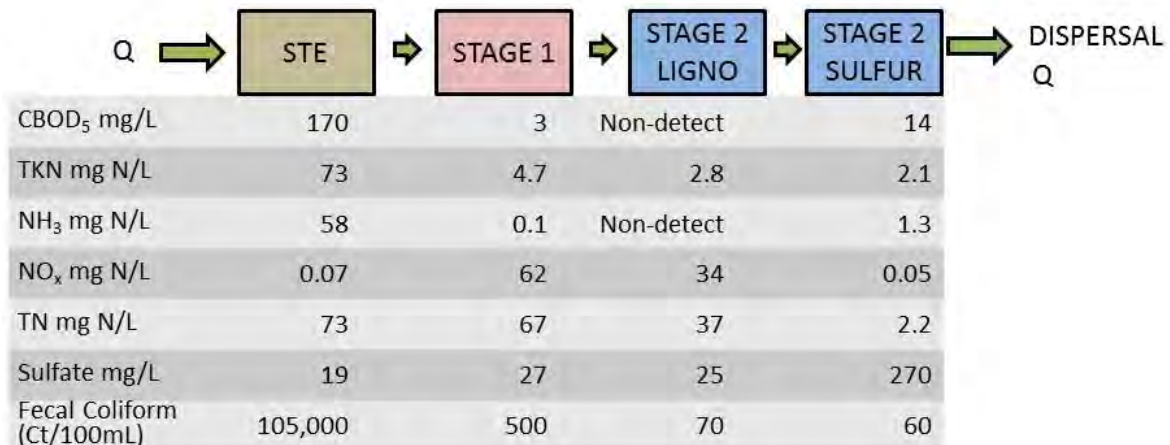 Q STE STAGE 1 STAGE 2 LIGNO STAGE 2 SULFUR DISPERSAL Q
CBOD₅ mg/L 170 3 Non-detect 14
TKN mg N/L 73 4.7 2.8 2.1
NH₃ mg N/L 58 0.1 Non-detect 1.3
NOₓ mg N/L 0.07 62 34 0.05
TN mg N/L 73 67 37 2.2
Sulfate mg/L 19 27 25 270
Fecal Coliform
(Ct/100mL) 105,000 500 70 60